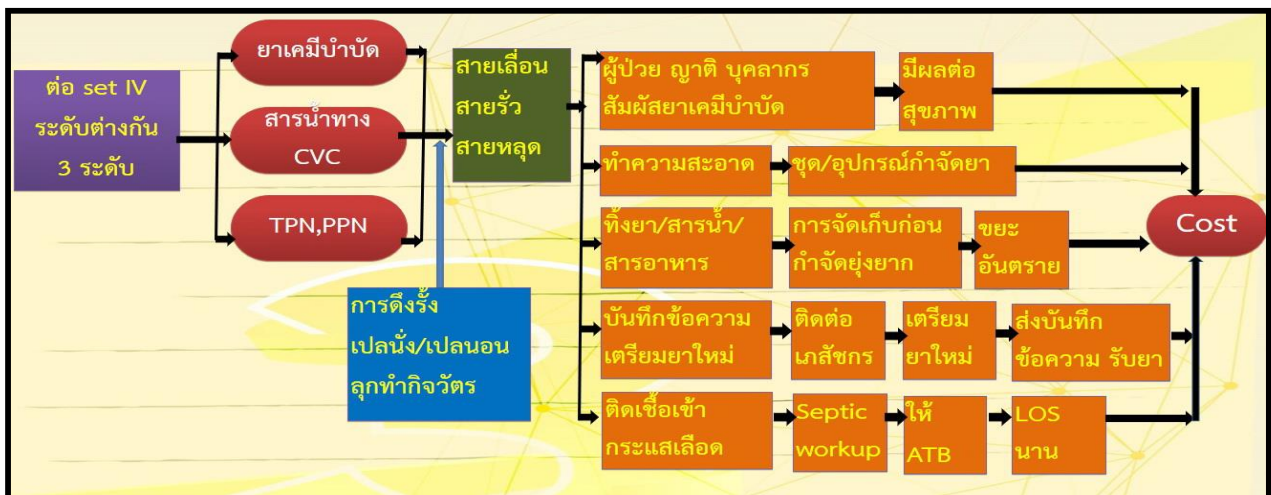 ต่อ set IV
ระดับต่างกัน
3 ระดับ
ยาเคมีบำบัด
สารน้ำทาง
CVC
TPN,PPN
สายเลื่อน
สายรั่ว
สายหลุด
การดึงรั้ง
เปลนั่ง/เปลนอน
ลุกทำกิจวัตร
ผู้ป่วย ญาติ บุคลากร
สัมผัสยาเคมีบำบัด
มีผลต่อ
สุขภาพ
ทำความสะอาด
ชุด/อุปกรณ์กำจัดยา
ทิ้งยา/สารน้ำ/
สารอาหาร
การจัดเก็บก่อน
กำจัดยุ่งยาก
ขยะ
อันตราย
บันทึกข้อความ
เตรียมยาใหม่
ติดต่อ
เภสัชกร
เตรียม
ยาใหม่
ส่งบันทึก
ข้อความ รับยา
ติดเชื้อเข้า
กระแสเลือด
Septic
workup
ให้
ATB
LOS
นาน
Cost